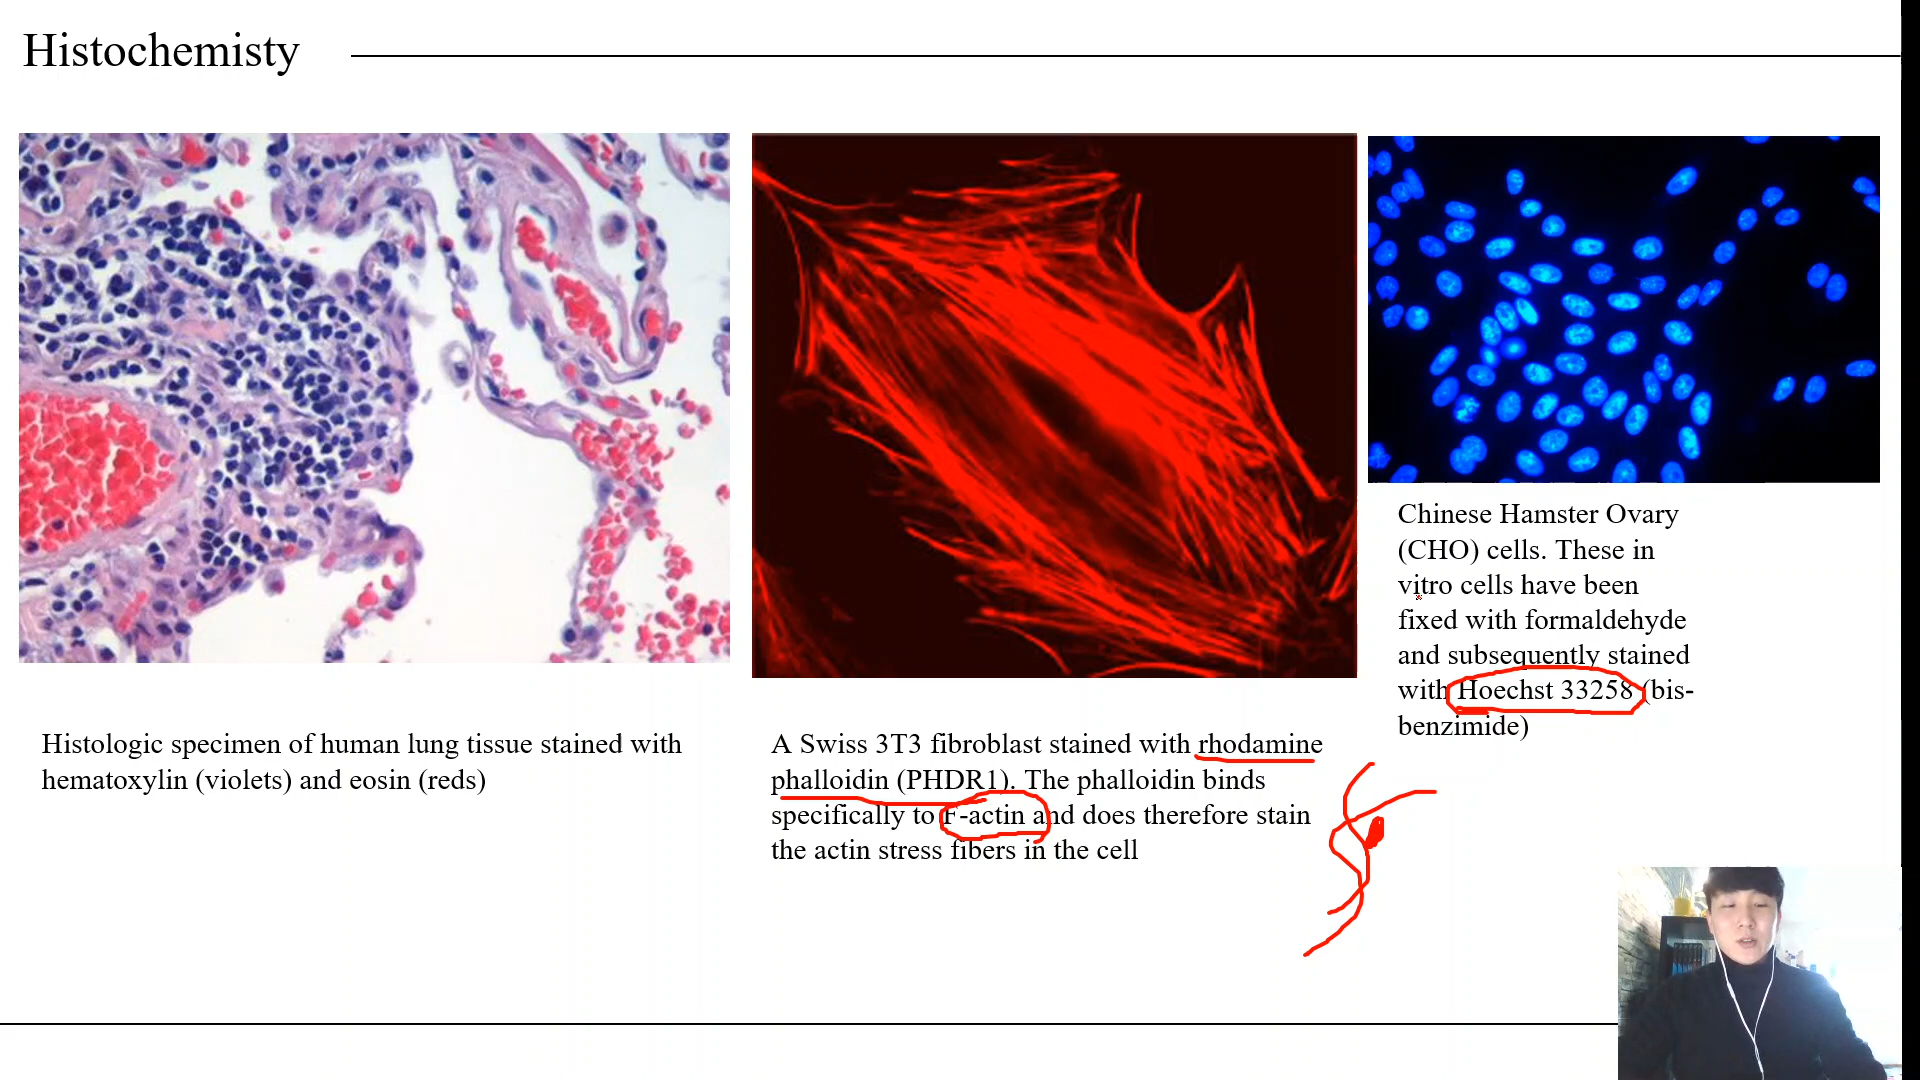 Histochemisty
Histologic specimen of human lung tissue stained with
hematoxylin (violets) and eosin (reds)
A Swiss 3T3 fibroblast stained with rhodamine
phalloidin (PHDR1). The phalloidin binds
specifically to F-actin and does therefore stain
the actin stress fibers in the cell
Chinese Hamster Ovary
(CHO) cells. These in
vitro cells have been
fixed with formaldehyde
and subsequently stained
with Hoechst 33258 (bis-
benzimide)